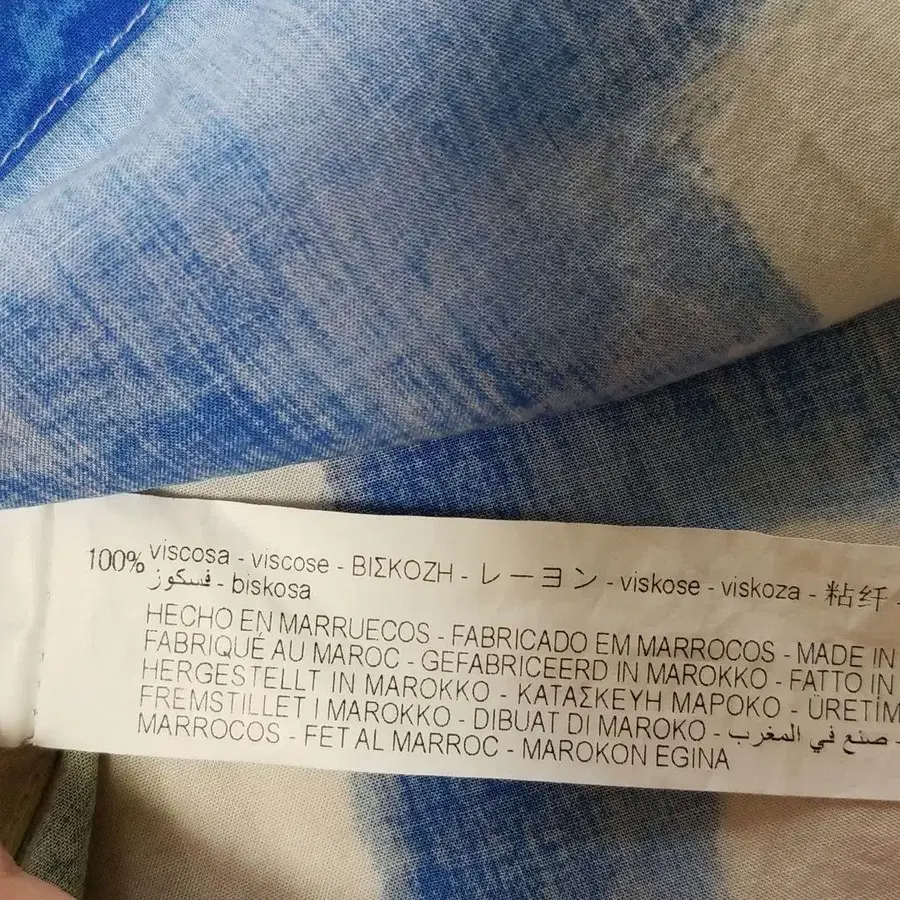 100% viscosa - viscose - ΒΙΣΚΟΖΗ - レーヨン - viskose - viskoza - 粘纤 -
فسكوز - biskosa
HECHO EN MARRUECOS - FABRICADO EM MARROCOS - MADE IN
FABRIQUÉ AU MAROC - GEFABRICEERD IN MAROKKO - FATTO IN
HERGESTELLT IN MAROKKO - ΚΑΤΑΣΚΕΥΗ ΜΑΡΟΚΟ - ÜRETİM
FREMSTILLET I MAROKKO - DIBUAT DI MAROKO - صنع في المغرب -
MARROCOS - FET AL MARROC - MAROKON EGINA